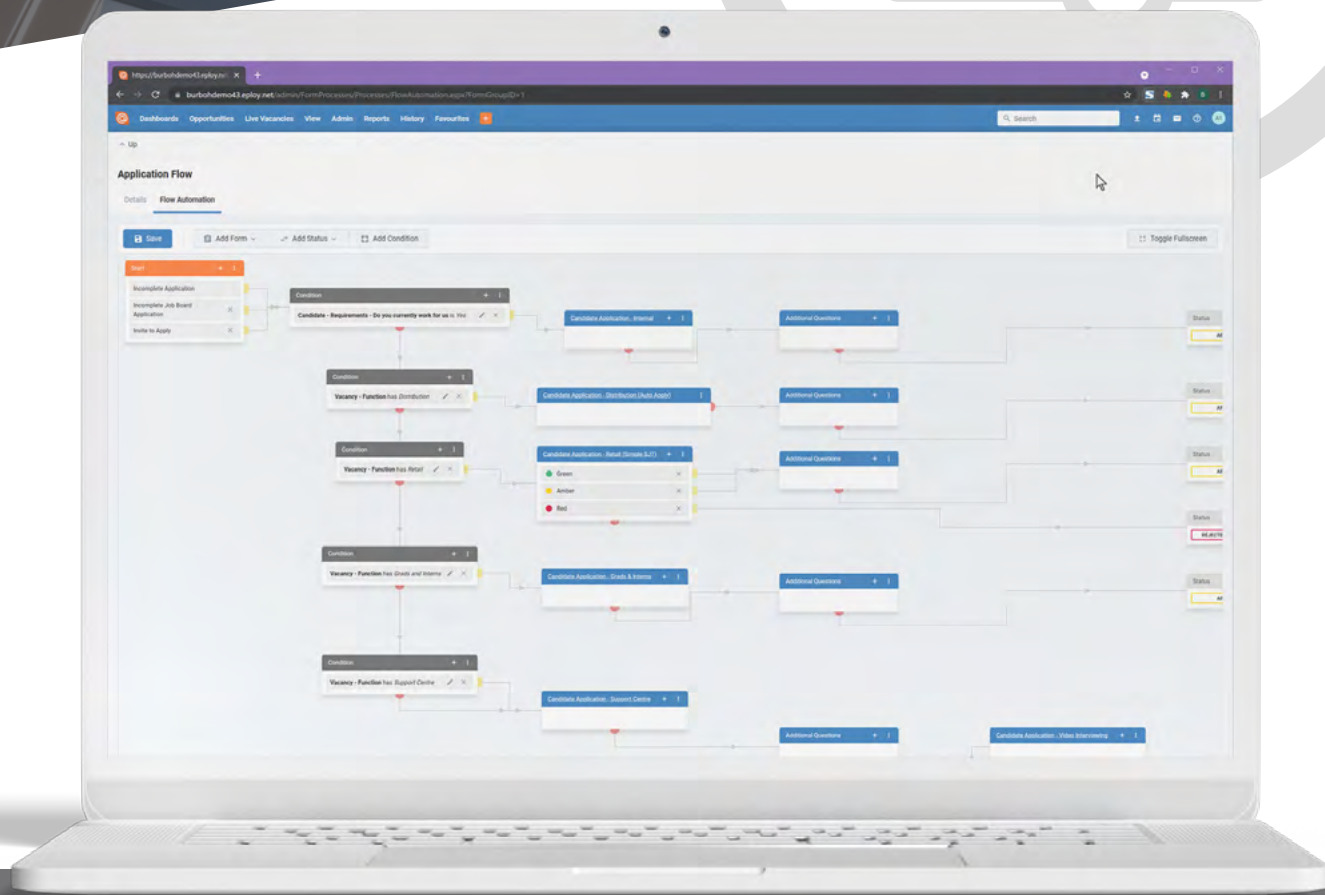 https://burbohdemo43.eploy.net
burbohdemo43.eploy.net/admin/FormProcesses/Processes/FlowAutomation.aspx?FormGroupID=1
Dashboards Opportunities Live Vacancies View Admin Reports History Favourites
Search
Up
Application Flow
Details Flow Automation
Save Add Form Add Status Add Condition Toggle Fullscreen
Start
Incomplete Application
Incomplete Job Board
Application
Invite to Apply
Condition
Candidate - Requirements - Do you currently work for us is Yes
Candidate Application - Internal
Additional Questions
Status
Condition
Vacancy - Function has Distribution
Candidate Application - Distribution (Auto Apply)
Additional Questions
Status
Condition
Vacancy - Function has Retail
Candidate Application - Retail (Simple SJT)
Green
Amber
Red
Additional Questions
Status
Status
REJECTE
Condition
Vacancy - Function has Grads and Interns
Candidate Application - Grads & Interns
Additional Questions
Status
Condition
Vacancy - Function has Support Centre
Candidate Application - Support Centre
Additional Questions
Candidate Application - Video Interviewing